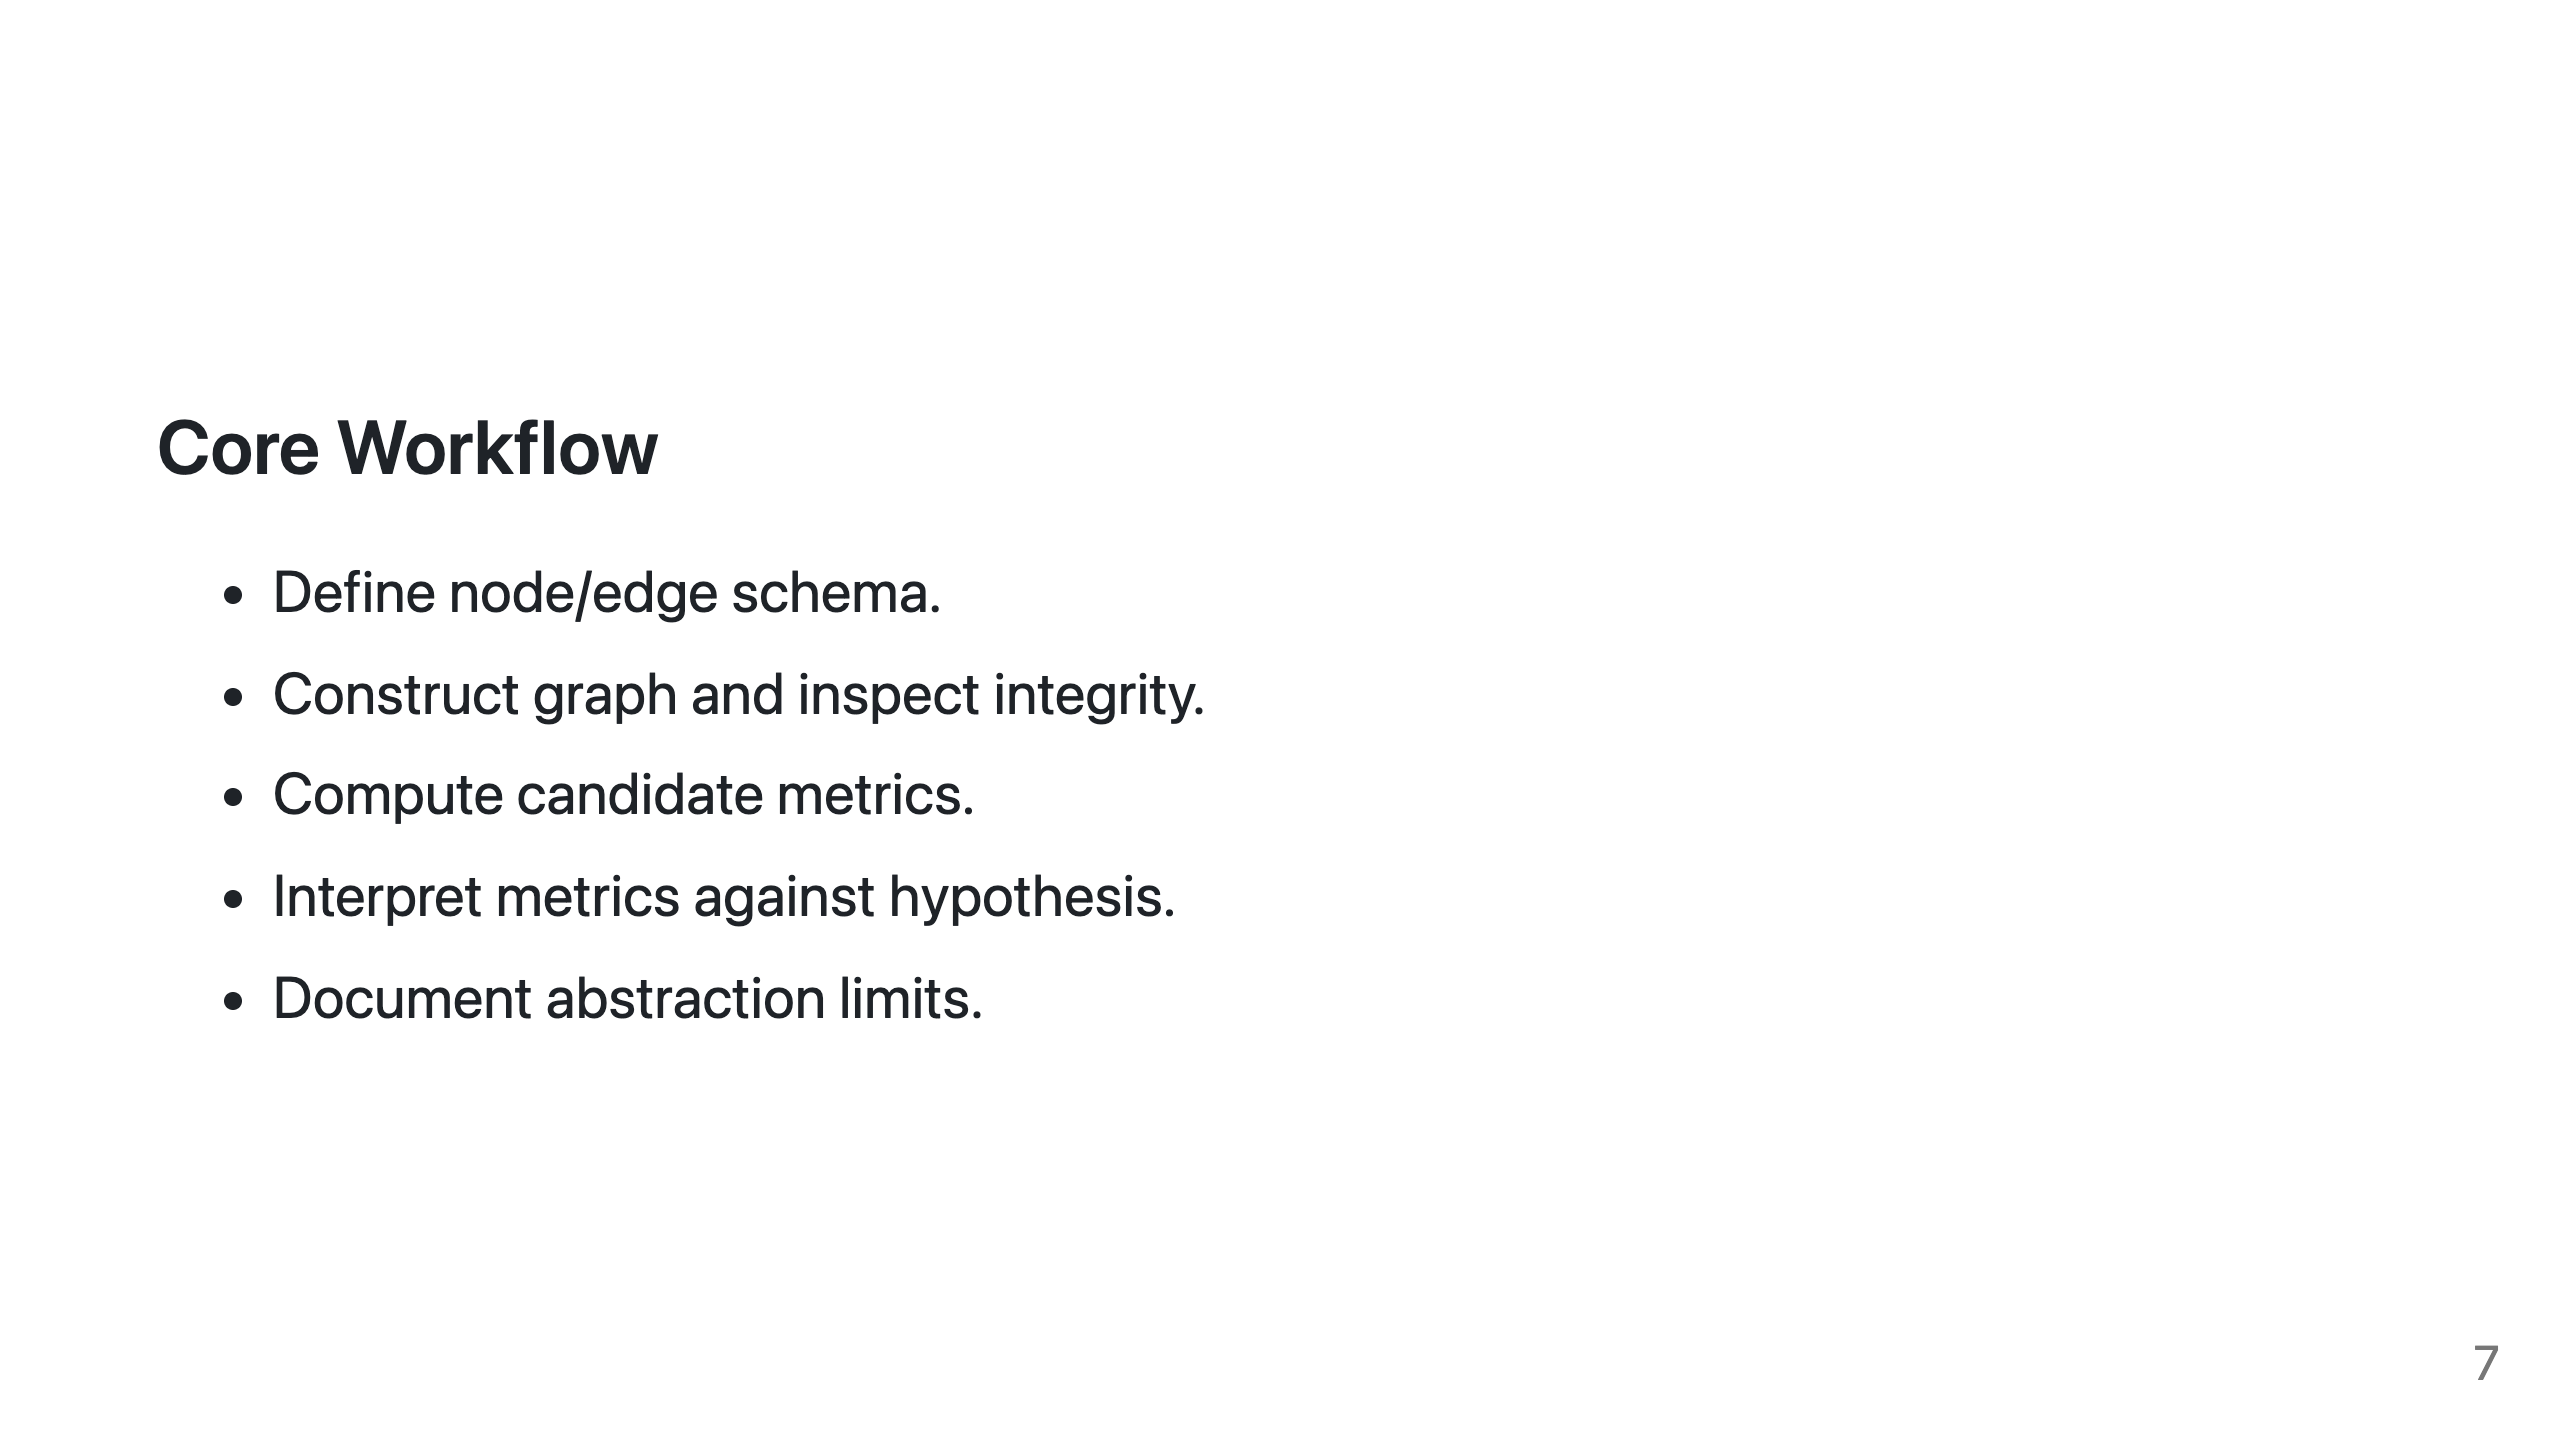 Core Workflow
• Define node/edge schema.
• Construct graph and inspect integrity.
• Compute candidate metrics.
• Interpret metrics against hypothesis.
• Document abstraction limits.
7